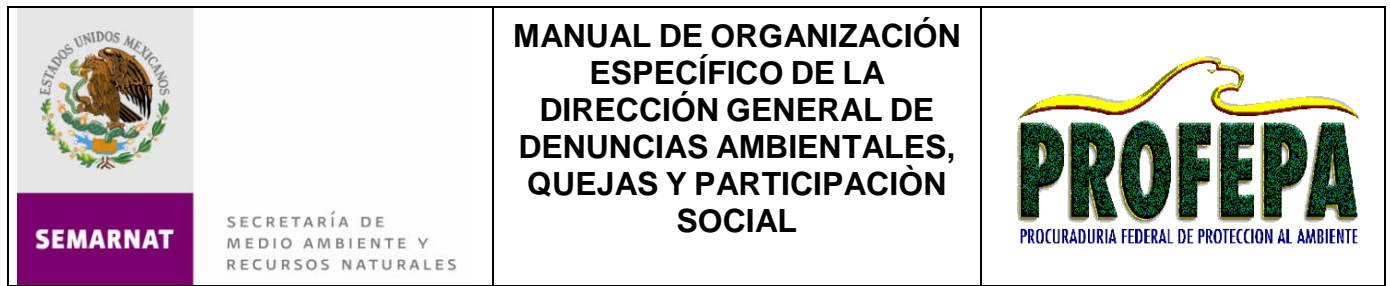 ESTADOS UNIDOS MEXICANOS
SEMARNAT
SECRETARÍA DE
MEDIO AMBIENTE Y
RECURSOS NATURALES
MANUAL DE ORGANIZACIÓN
ESPECÍFICO DE LA
DIRECCIÓN GENERAL DE
DENUNCIAS AMBIENTALES,
QUEJAS Y PARTICIPACIÒN
SOCIAL
PROFEPA
PROCURADURIA FEDERAL DE PROTECCION AL AMBIENTE